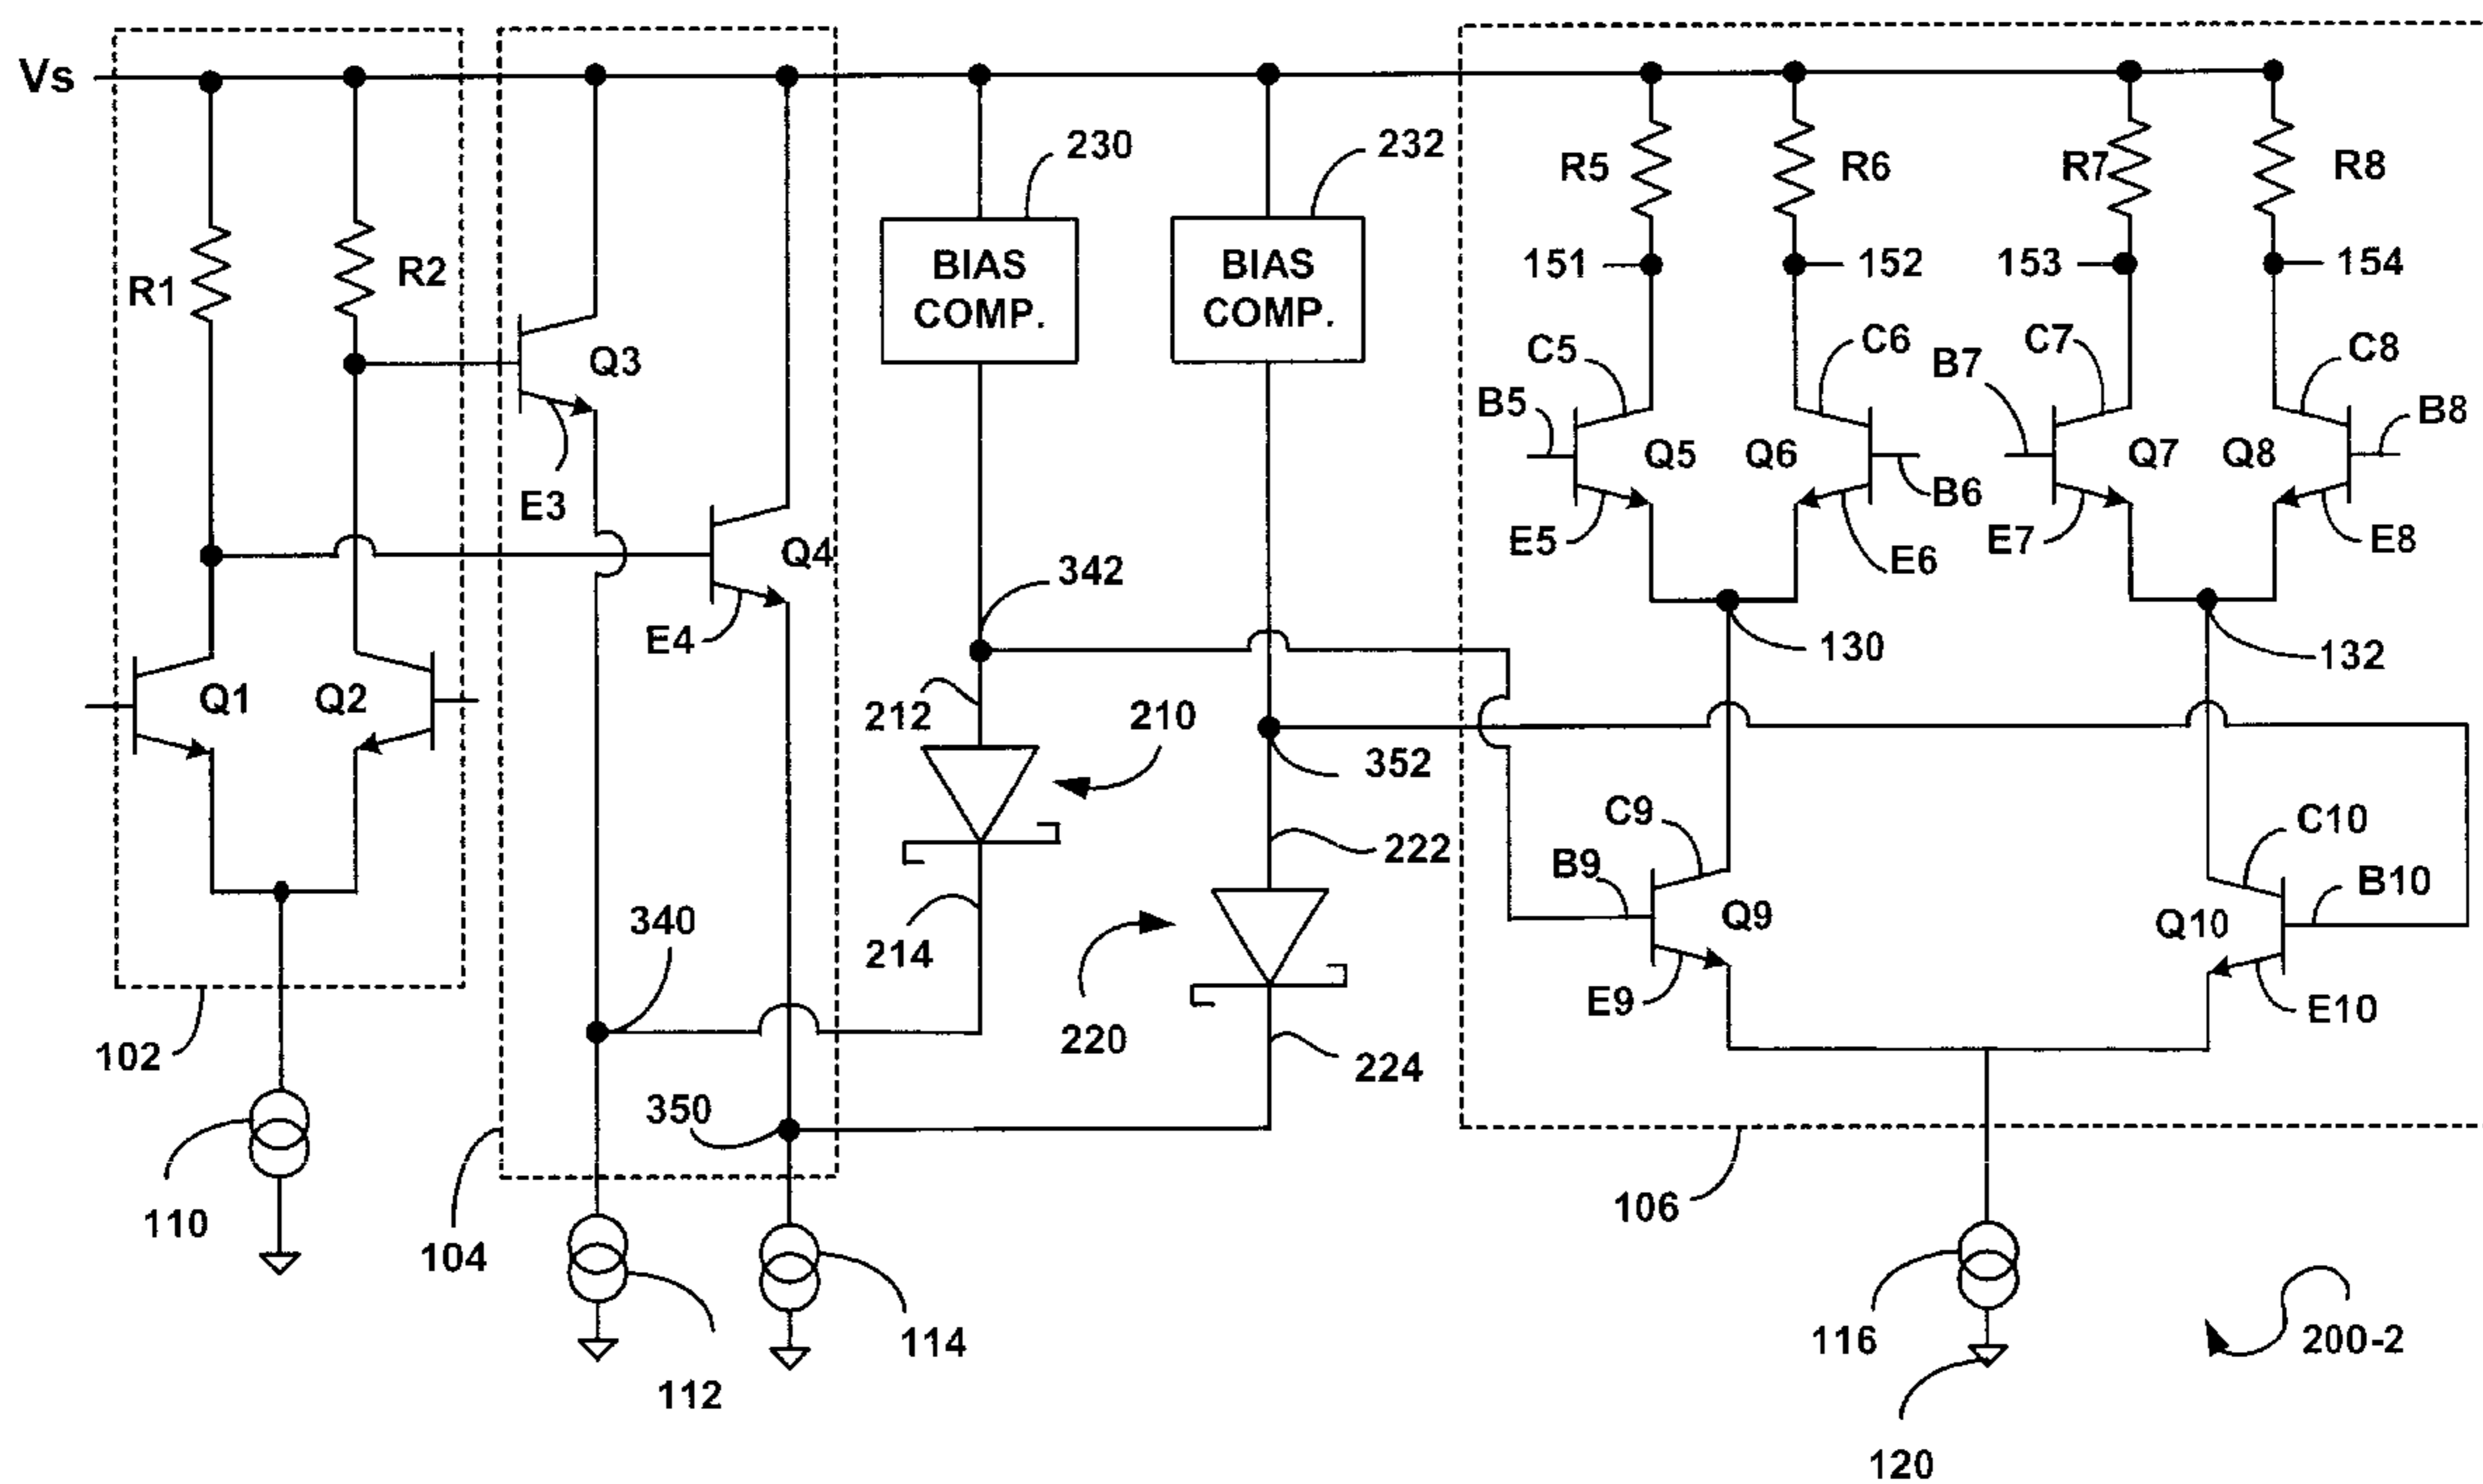 Vs
230
232
R5
R6
R7
R8
R1
R2
BIAS
COMP.
BIAS
COMP.
151
152
153
154
Q3
C5
C6
B7
C7
C8
B5
B8
E3
Q4
Q5
Q6
B6
Q7
Q8
E5
E6
E7
E8
342
E4
130
132
Q1
Q2
212
210
352
C9
C10
222
B9
B10
340
214
Q9
Q10
220
E9
E10
102
224
350
110
104
106
112
114
116
200-2
120